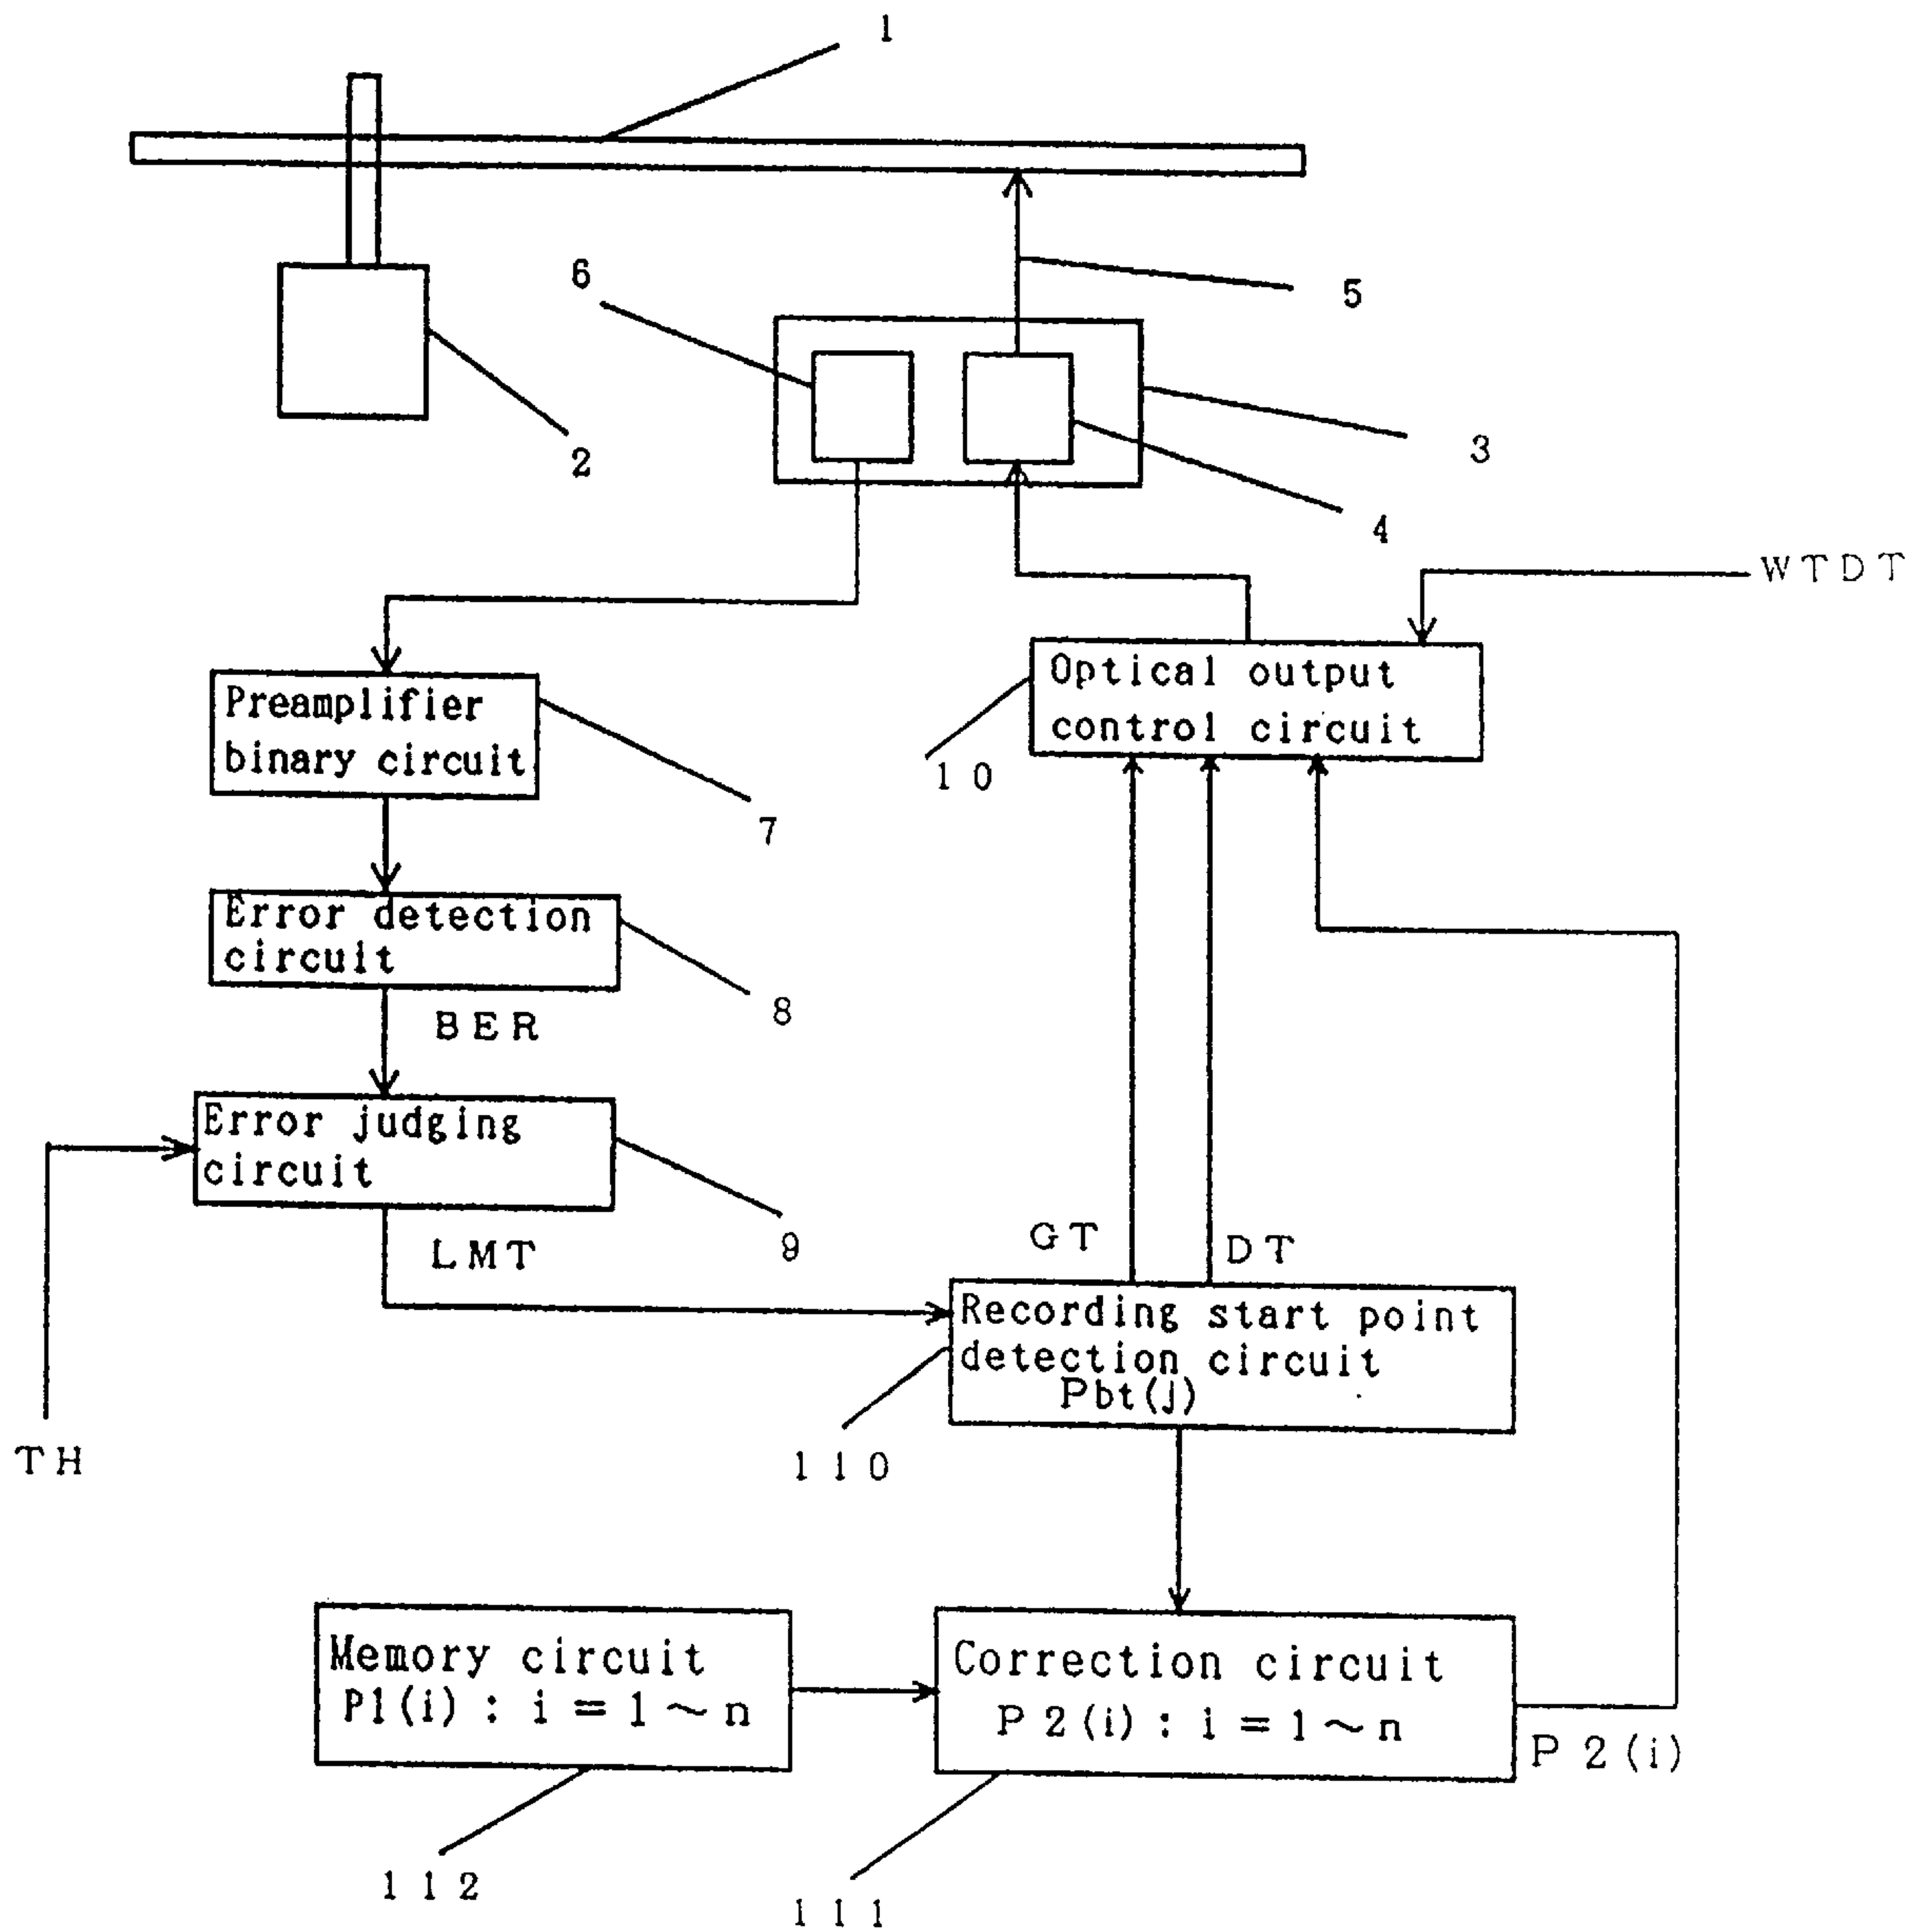 1
6
5
2
3
4
WTDT
Preamplifier
binary circuit
7
Optical output
control circuit
10
Error detection
circuit
8
BER
Error judging
circuit
9
TH
LMT
GT
DT
Recording start point
detection circuit
Pbt(j)
110
Memory circuit
P1(i) : i = 1 ~ n
112
Correction circuit
P2(i) : i = 1 ~ n
111
P2(i)